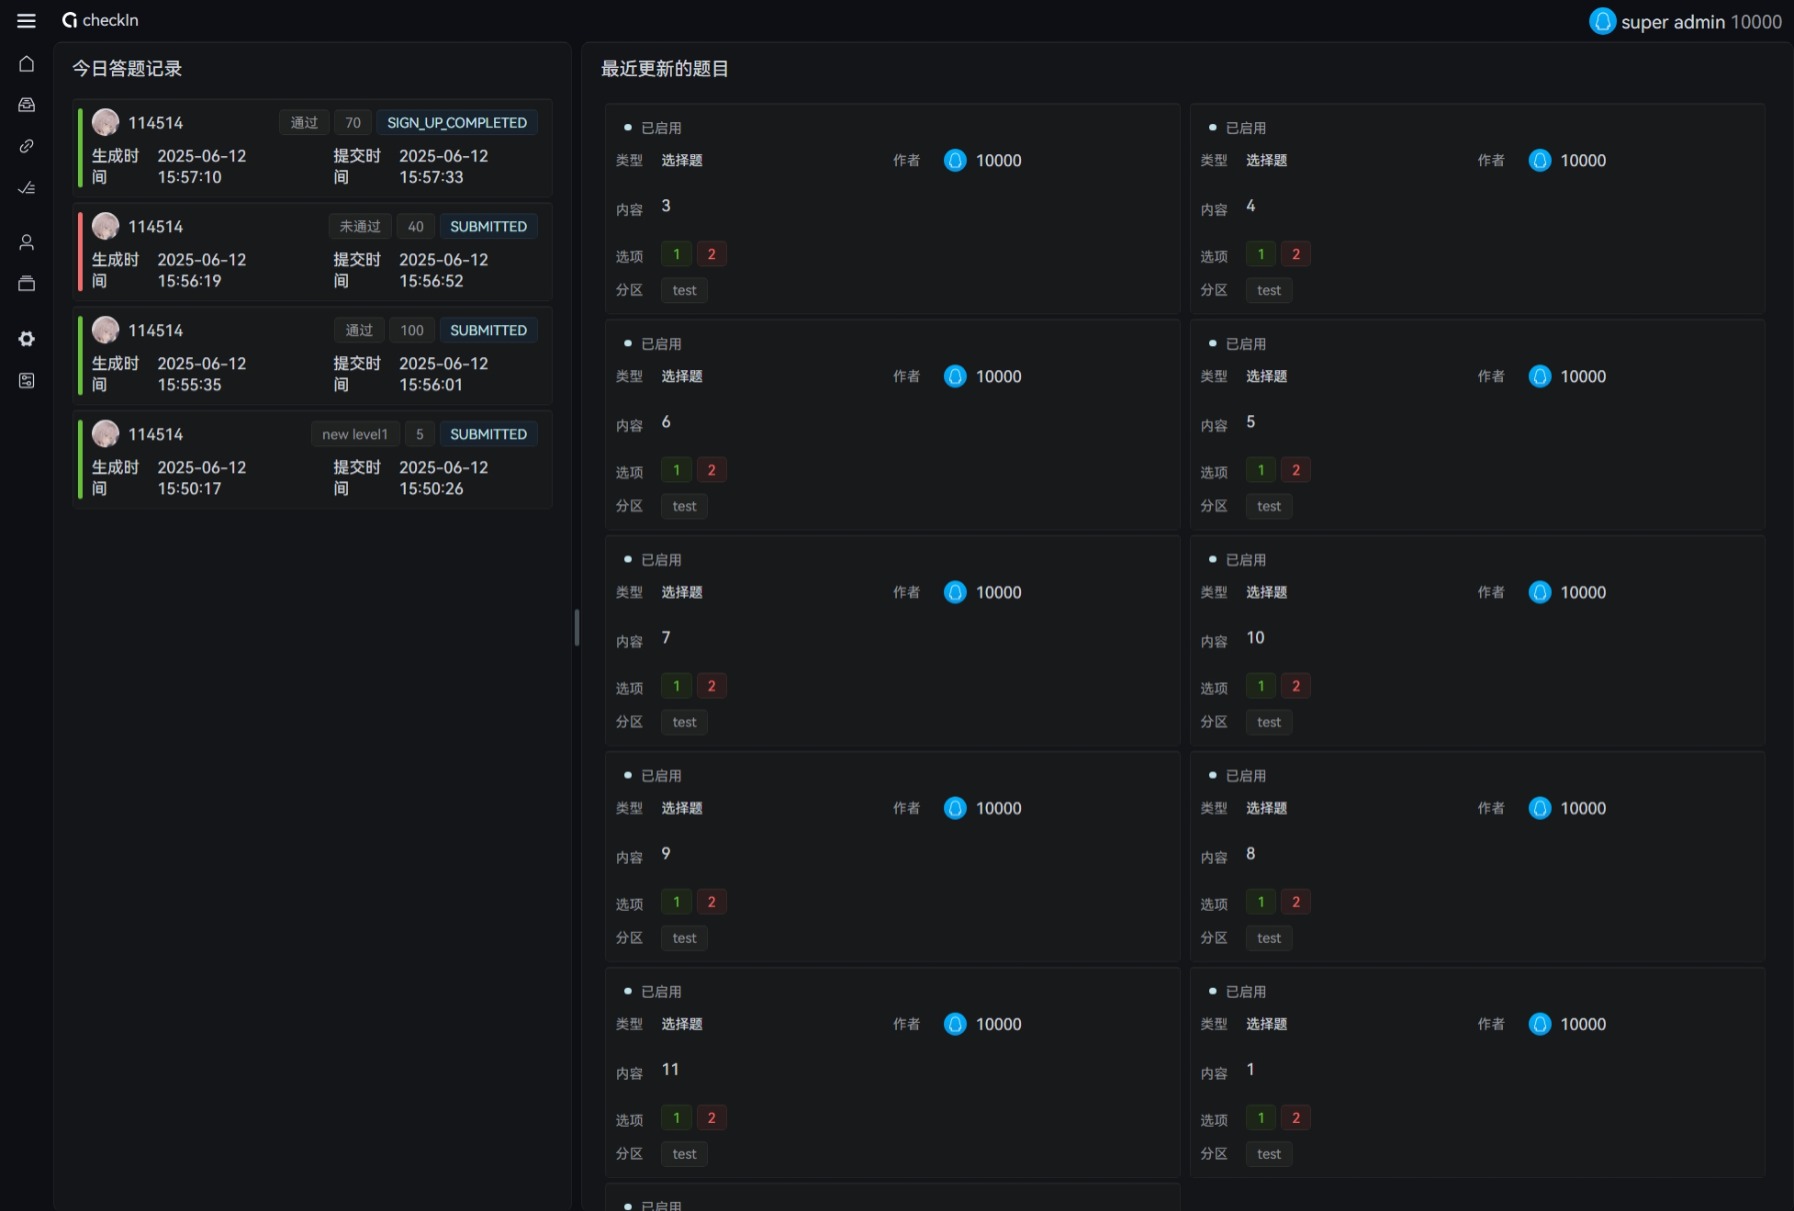 checkIn
super admin 10000
今日答题记录
114514 通过 70 SIGN_UP_COMPLETED
生成时间 2025-06-12 15:57:10 提交时间 2025-06-12 15:57:33
114514 未通过 40 SUBMITTED
生成时间 2025-06-12 15:56:19 提交时间 2025-06-12 15:56:52
114514 通过 100 SUBMITTED
生成时间 2025-06-12 15:55:35 提交时间 2025-06-12 15:56:01
114514 new level1 5 SUBMITTED
生成时间 2025-06-12 15:50:17 提交时间 2025-06-12 15:50:26
最近更新的题目
已启用
类型 选择题 作者 10000
内容 3
选项 1 2
分区 test
已启用
类型 选择题 作者 10000
内容 4
选项 1 2
分区 test
已启用
类型 选择题 作者 10000
内容 6
选项 1 2
分区 test
已启用
类型 选择题 作者 10000
内容 5
选项 1 2
分区 test
已启用
类型 选择题 作者 10000
内容 7
选项 1 2
分区 test
已启用
类型 选择题 作者 10000
内容 10
选项 1 2
分区 test
已启用
类型 选择题 作者 10000
内容 9
选项 1 2
分区 test
已启用
类型 选择题 作者 10000
内容 8
选项 1 2
分区 test
已启用
类型 选择题 作者 10000
内容 11
选项 1 2
分区 test
已启用
类型 选择题 作者 10000
内容 1
选项 1 2
分区 test
已启用